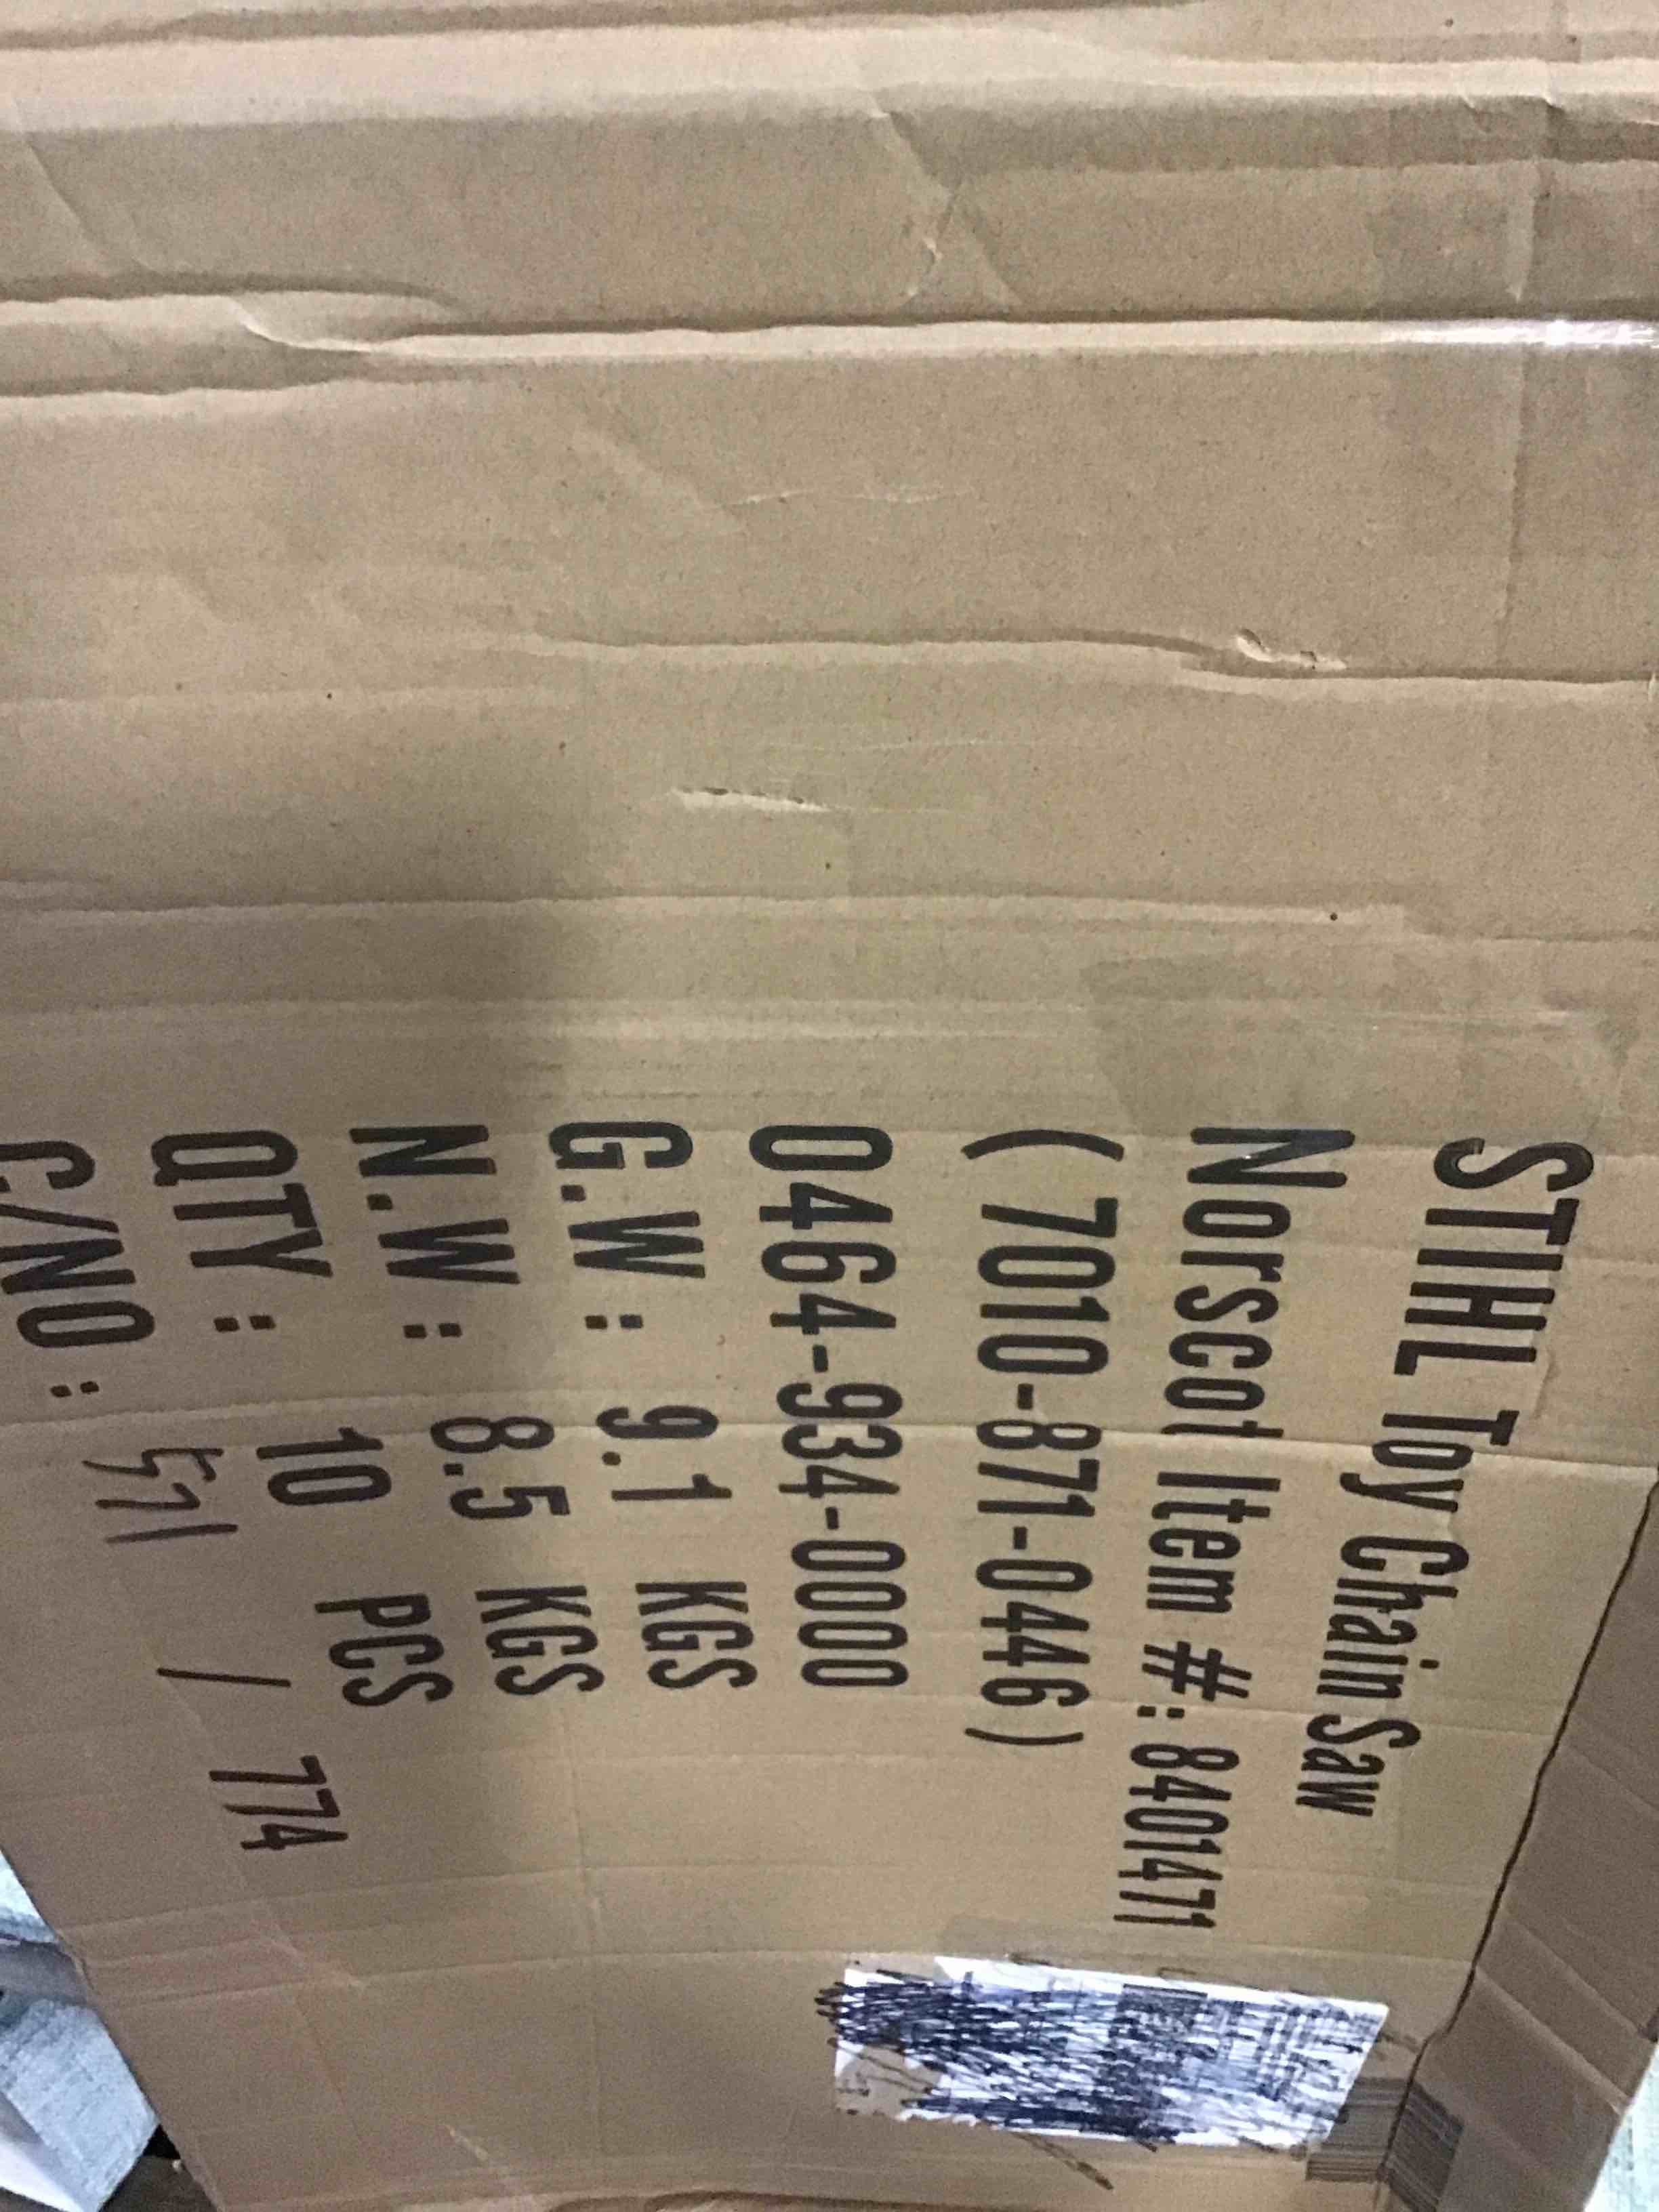 STIHL Toy Chain Saw
Norscot Item #: 8401471
(7010-871-0446)
0464-934-0000
G.W: 9.1 KGS
N.W: 8.5 KGS
QTY: 10 PCS
C/NO: 571 / 774